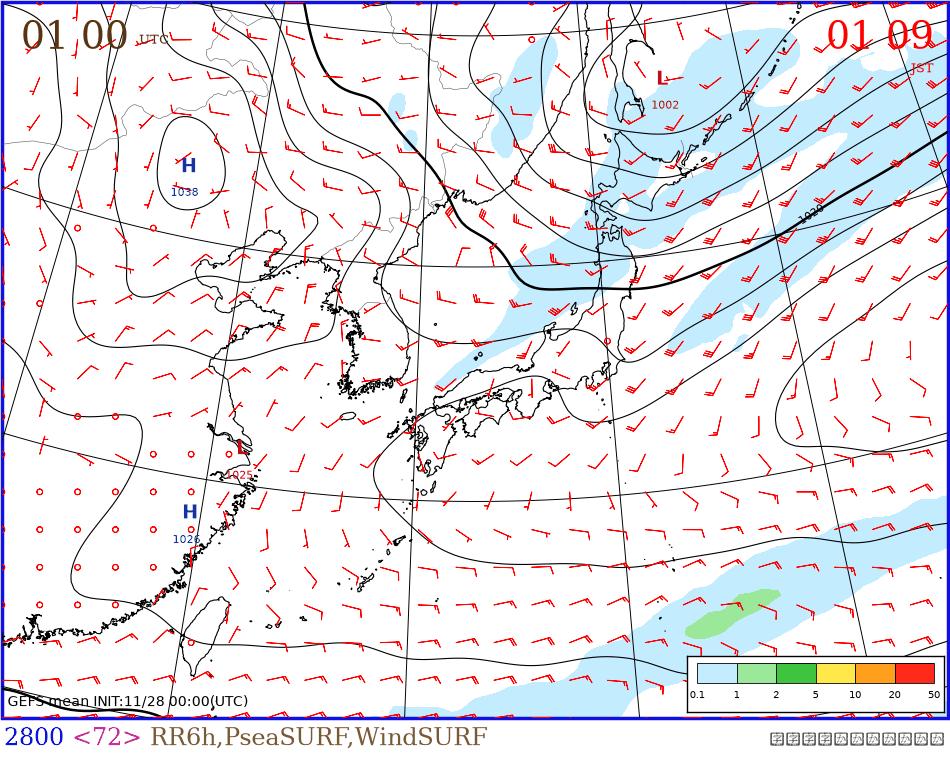 01 00 UTC
01 09
JST
L
1002
H
1038
1020
L
1025
H
1026
0.1 1 2 5 10 20 50
GEFS mean INIT:11/28 00:00(UTC)
2800 <72> RR6h,PseaSURF,WindSURF